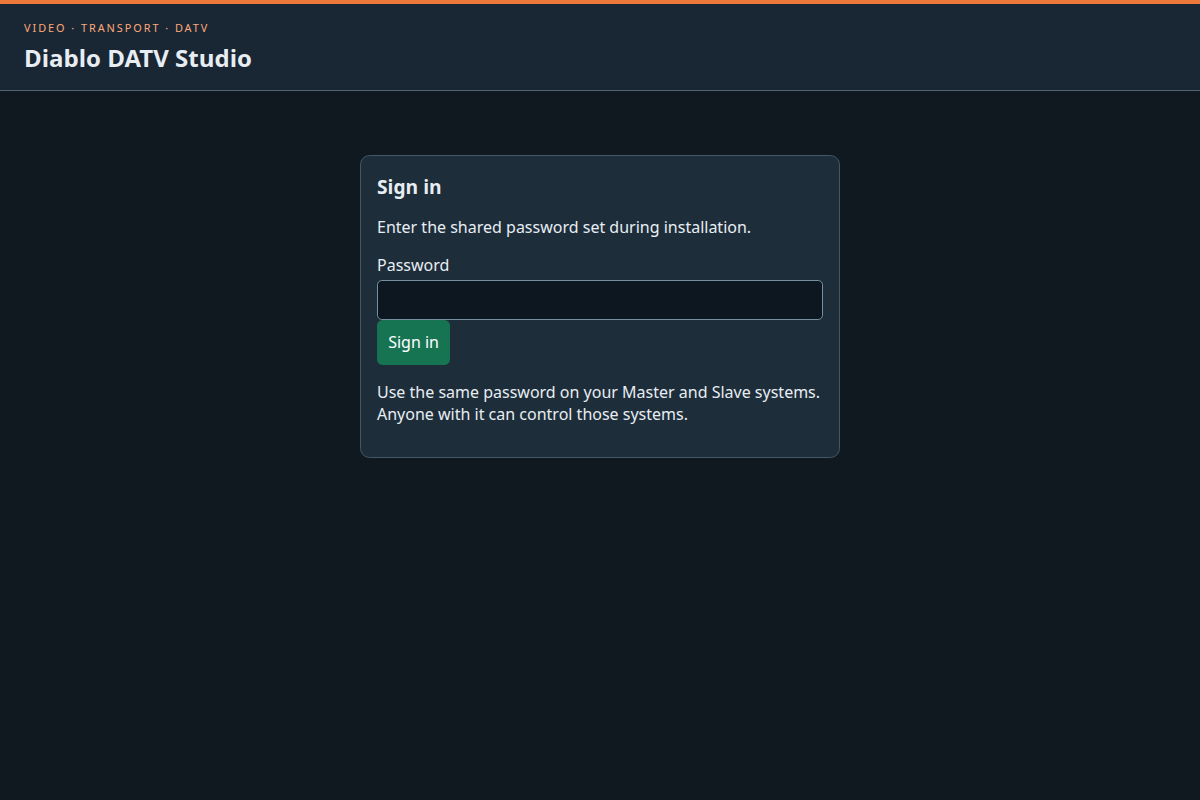 VIDEO · TRANSPORT · DATV
Diablo DATV Studio
Sign in
Enter the shared password set during installation.
Password
Sign in
Use the same password on your Master and Slave systems.
Anyone with it can control those systems.